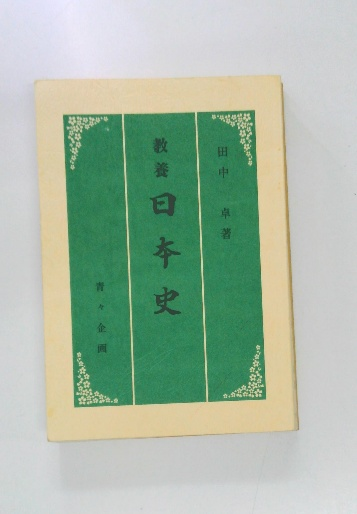 田中 卓著
教養 日本史
青々企画